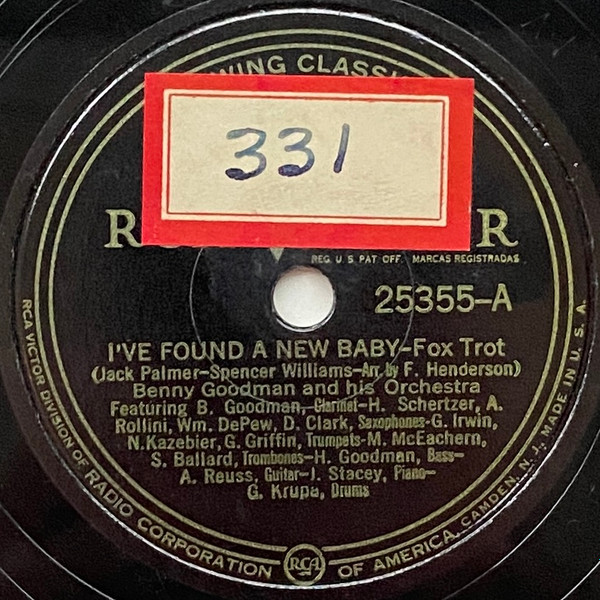 WING CLASSI
331
R R
REG. U. S. PAT. OFF. MARCAS REGISTRADAS
25355-A
I'VE FOUND A NEW BABY-Fox Trot
(Jack Palmer-Spencer Williams-Arr. by F. Henderson)
Benny Goodman and his Orchestra
Featuring B. Goodman, Clarinet-H. Schertzer, A.
Rollini, Wm. DePew, D. Clark, Saxophones-G. Irwin,
N. Kazebier, G. Griffin, Trumpets-M. McEachern,
S. Ballard, Trombones-H. Goodman, Bass-
A. Reuss, Guitar-J. Stacey, Piano-
G. Krupa, Drums
RCA VICTOR DIVISION OF RADIO CORPORATION OF AMERICA, CAMDEN, N. J., MADE IN U. S. A.
RCA